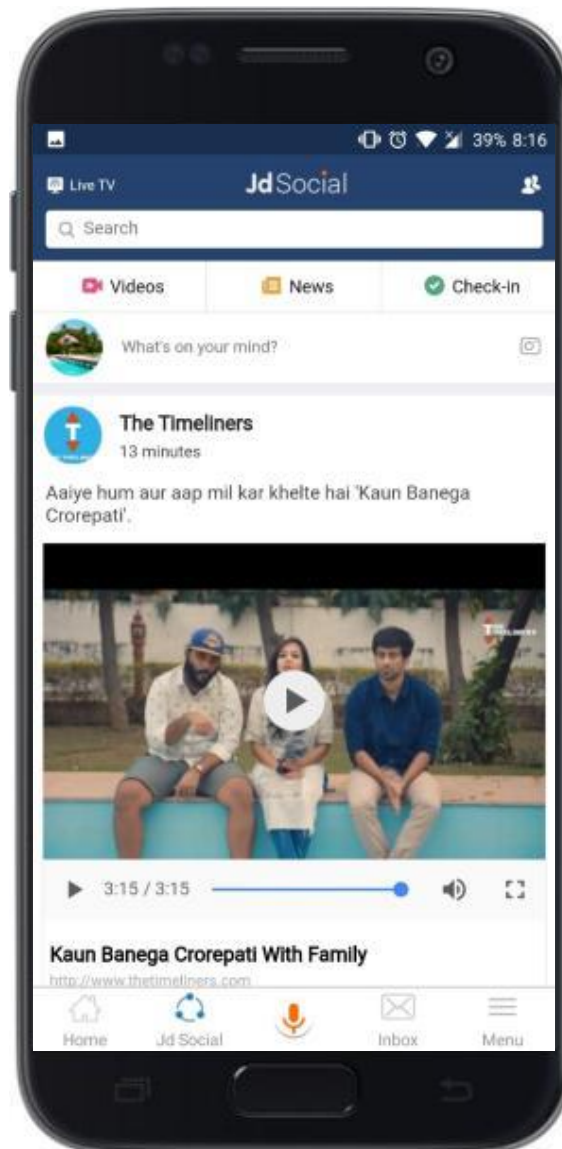 39% 8:16
Live TV
Jd Social
Search
Videos
News
Check-in
What's on your mind?
T
The Timeliners
13 minutes
Aaiye hum aur aap mil kar khelte hai 'Kaun Banega
Crorepati'.
TIMELINERS
3:15 / 3:15
Kaun Banega Crorepati With Family
http://www.thetimeliners.com
Home
Jd Social
Inbox
Menu